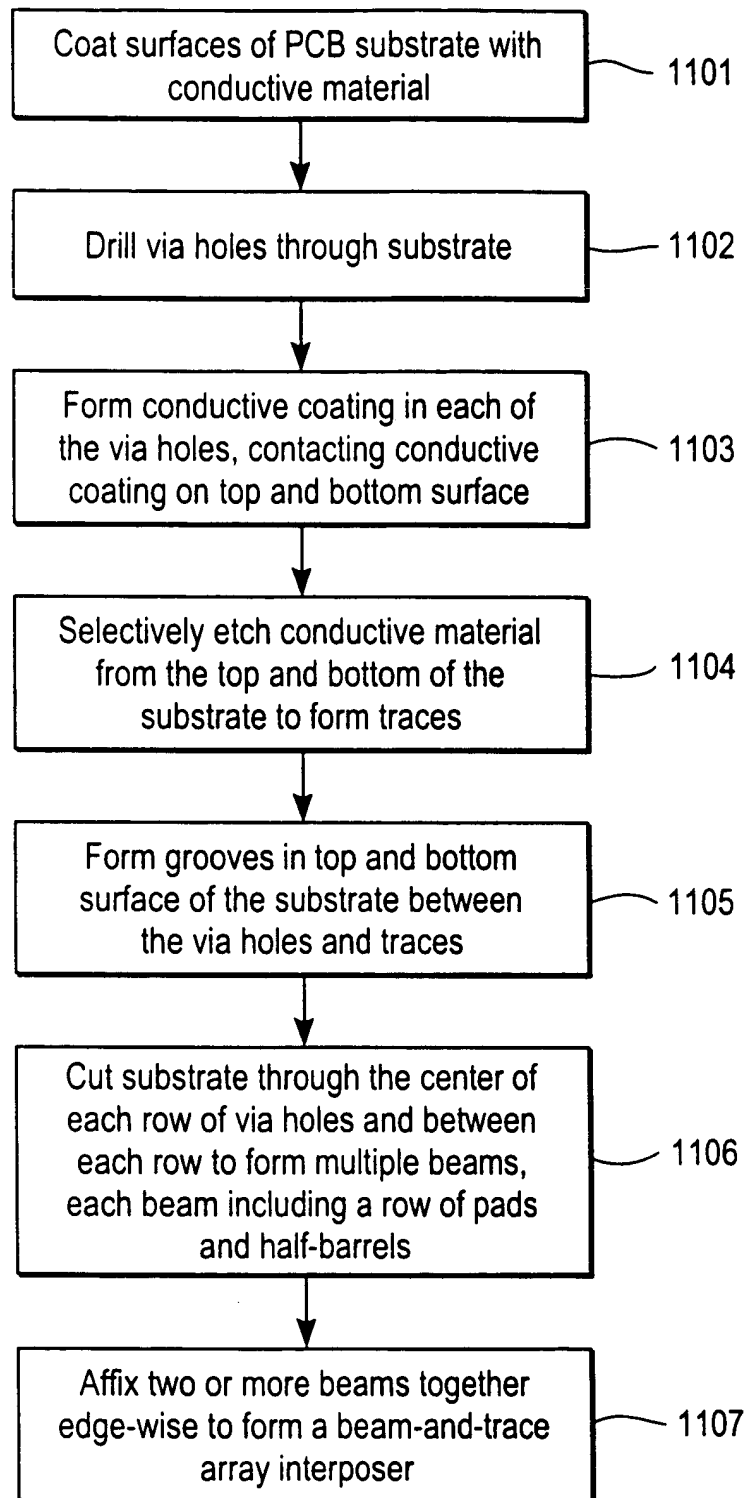 Coat surfaces of PCB substrate with
conductive material
1101
Drill via holes through substrate
1102
Form conductive coating in each of
the via holes, contacting conductive
coating on top and bottom surface
1103
Selectively etch conductive material
from the top and bottom of the
substrate to form traces
1104
Form grooves in top and bottom
surface of the substrate between
the via holes and traces
1105
Cut substrate through the center of
each row of via holes and between
each row to form multiple beams,
each beam including a row of pads
and half-barrels
1106
Affix two or more beams together
edge-wise to form a beam-and-trace
array interposer
1107